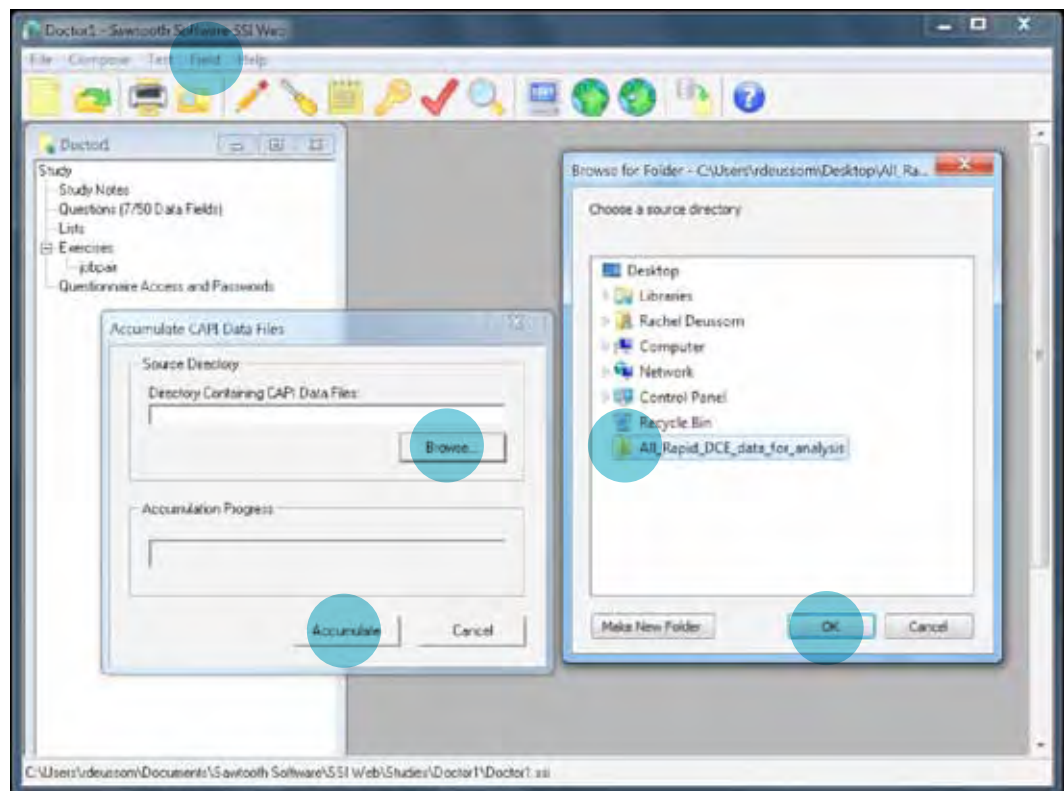 Doctor1 - Sawtooth Software SSI Web
File Compose Test Field Help
Doctor1
Study
Study Notes
Questions (7/50 Data Fields)
Lists
Exercises
jobpair
Questionnaire Access and Passwords
Accumulate CAPI Data Files
Source Directory
Directory Containing CAPI Data Files:
Browse...
Accumulation Progress
Accumulate
Cancel
Browse for Folder - C:\Users\rdeussom\Desktop\All_Ra...
Choose a source directory
Desktop
Libraries
Rachel Deussom
Computer
Network
Control Panel
Recycle Bin
All_Rapid_DCE_data_for_analysis
Make New Folder
OK
Cancel
C:\Users\rdeussom\Documents\Sawtooth Software\SSI Web\Studies\Doctor1\Doctor1.ssi